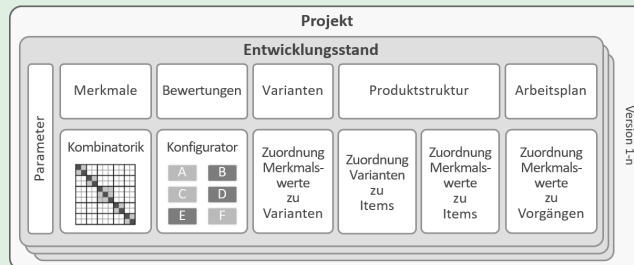 Projekt
Entwicklungsstand
Parameter
Merkmale
Bewertungen
Varianten
Produktstruktur
Arbeitsplan
Kombinatorik
Konfigurator
A B
C D
E F
Zuordnung
Merkmals-
werte
zu
Varianten
Zuordnung
Varianten
zu
Items
Zuordnung
Merkmals-
werte
zu
Items
Zuordnung
Merkmals-
werte
zu
Vorgängen
Version 1-n